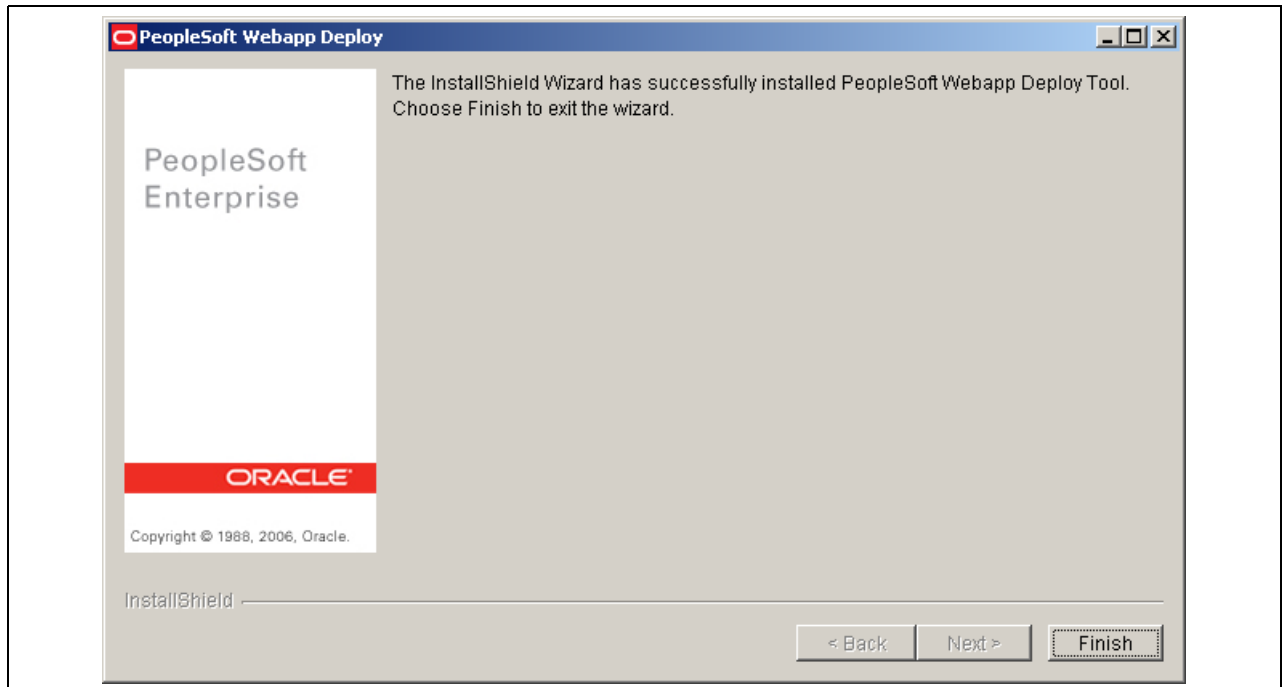 PeopleSoft Webapp Deploy
The InstallShield Wizard has successfully installed PeopleSoft Webapp Deploy Tool.
Choose Finish to exit the wizard.
PeopleSoft
Enterprise
ORACLE®
Copyright © 1988, 2006, Oracle.
InstallShield
< Back
Next >
Finish